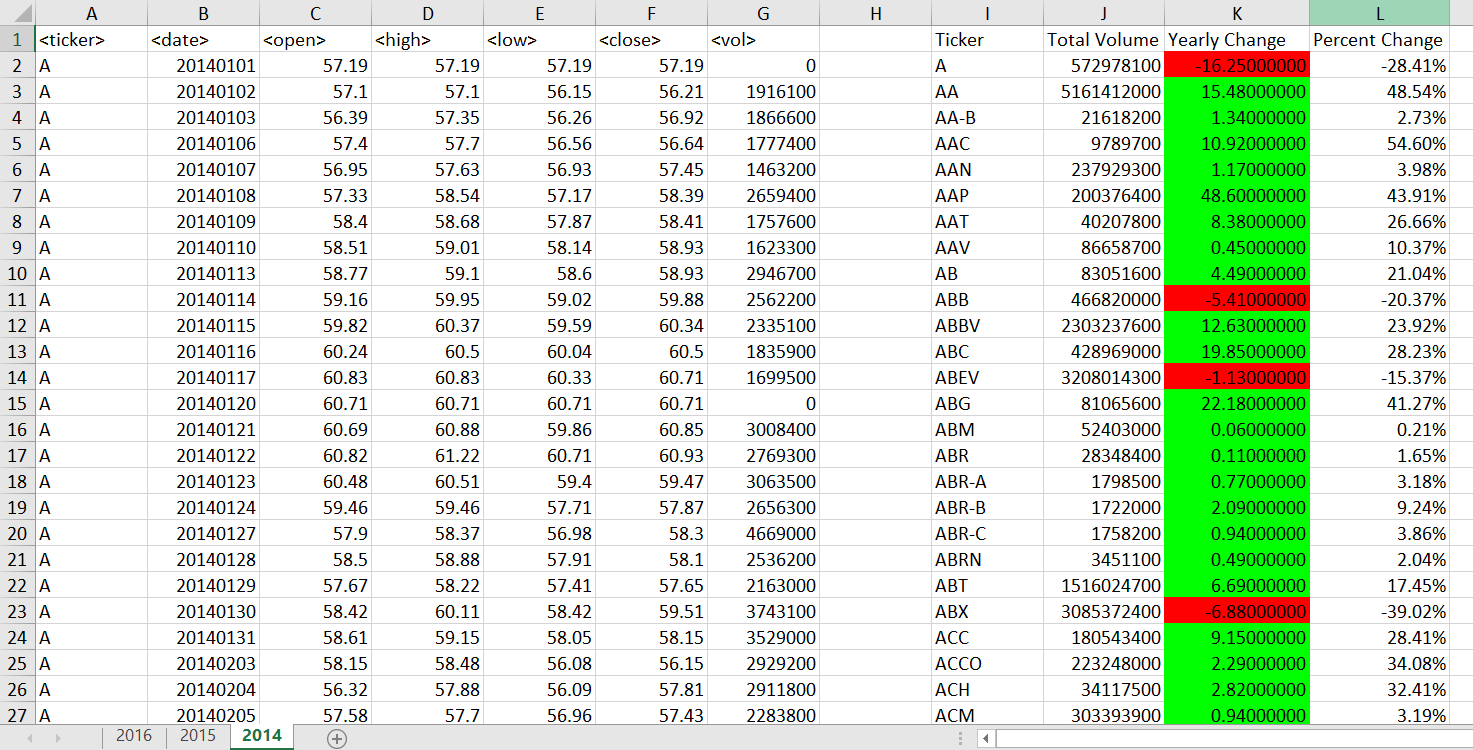 A B C D E F G H I J K L
1 <ticker> <date> <open> <high> <low> <close> <vol> Ticker Total Volume Yearly Change Percent Change
2 A 20140101 57.19 57.19 57.19 57.19 0 A 572978100 -16.25000000 -28.41%
3 A 20140102 57.1 57.1 56.15 56.21 1916100 AA 5161412000 15.48000000 48.54%
4 A 20140103 56.39 57.35 56.26 56.92 1866600 AA-B 21618200 1.34000000 2.73%
5 A 20140106 57.4 57.7 56.56 56.64 1777400 AAC 9789700 10.92000000 54.60%
6 A 20140107 56.95 57.63 56.93 57.45 1463200 AAN 237929300 1.17000000 3.98%
7 A 20140108 57.33 58.54 57.17 58.39 2659400 AAP 200376400 48.60000000 43.91%
8 A 20140109 58.4 58.68 57.87 58.41 1757600 AAT 40207800 8.38000000 26.66%
9 A 20140110 58.51 59.01 58.14 58.93 1623300 AAV 86658700 0.45000000 10.37%
10 A 20140113 58.77 59.1 58.6 58.93 2946700 AB 83051600 4.49000000 21.04%
11 A 20140114 59.16 59.95 59.02 59.88 2562200 ABB 466820000 -5.41000000 -20.37%
12 A 20140115 59.82 60.37 59.59 60.34 2335100 ABBV 2303237600 12.63000000 23.92%
13 A 20140116 60.24 60.5 60.04 60.5 1835900 ABC 428969000 19.85000000 28.23%
14 A 20140117 60.83 60.83 60.33 60.71 1699500 ABEV 3208014300 -1.13000000 -15.37%
15 A 20140120 60.71 60.71 60.71 60.71 0 ABG 81065600 22.18000000 41.27%
16 A 20140121 60.69 60.88 59.86 60.85 3008400 ABM 52403000 0.06000000 0.21%
17 A 20140122 60.82 61.22 60.71 60.93 2769300 ABR 28348400 0.11000000 1.65%
18 A 20140123 60.48 60.51 59.4 59.47 3063500 ABR-A 1798500 0.77000000 3.18%
19 A 20140124 59.46 59.46 57.71 57.87 2656300 ABR-B 1722000 2.09000000 9.24%
20 A 20140127 57.9 58.37 56.98 58.3 4669000 ABR-C 1758200 0.94000000 3.86%
21 A 20140128 58.5 58.88 57.91 58.1 2536200 ABRN 3451100 0.49000000 2.04%
22 A 20140129 57.67 58.22 57.41 57.65 2163000 ABT 1516024700 6.69000000 17.45%
23 A 20140130 58.42 60.11 58.42 59.51 3743100 ABX 3085372400 -6.88000000 -39.02%
24 A 20140131 58.61 59.15 58.05 58.15 3529000 ACC 180543400 9.15000000 28.41%
25 A 20140203 58.15 58.48 56.08 56.15 2929200 ACCO 223248000 2.29000000 34.08%
26 A 20140204 56.32 57.88 56.09 57.81 2911800 ACH 34117500 2.82000000 32.41%
27 A 20140205 57.58 57.7 56.96 57.43 2283800 ACM 303393900 0.94000000 3.19%
2016 2015 2014